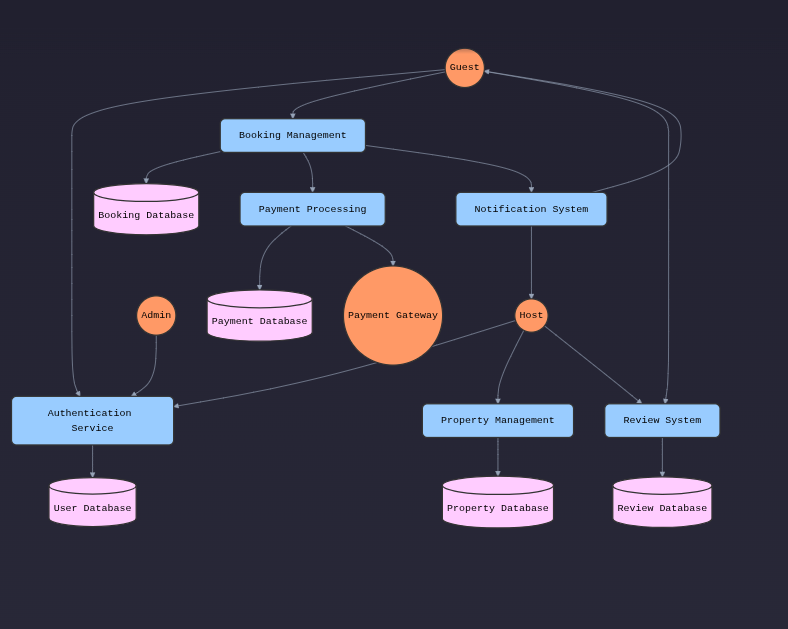 Guest
Booking Management
Booking Database
Payment Processing
Notification System
Admin
Payment Database
Payment Gateway
Host
Authentication
Service
Property Management
Review System
User Database
Property Database
Review Database